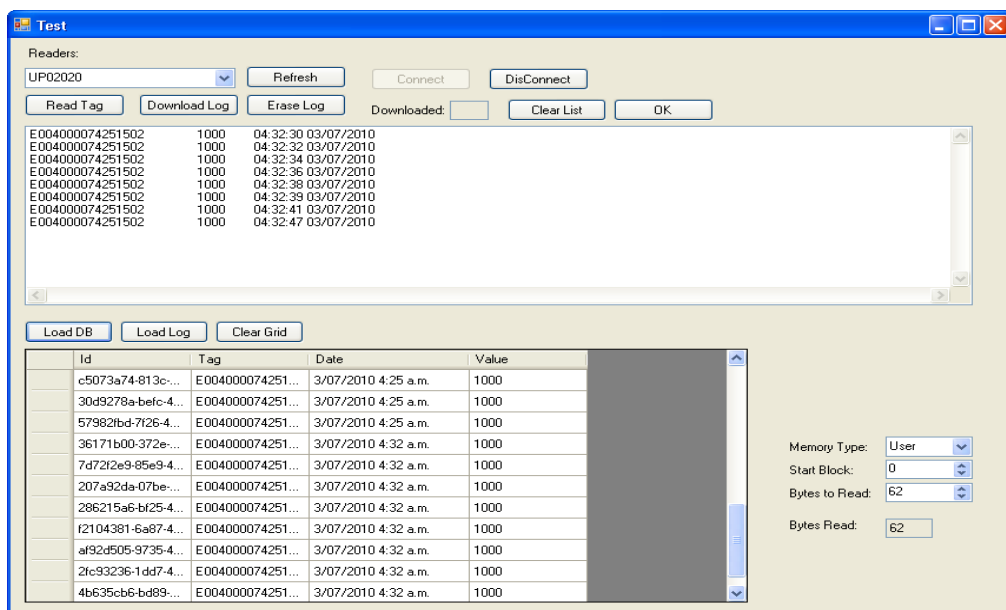 Test
Readers:
UP02020 Refresh Connect DisConnect
Read Tag Download Log Erase Log Downloaded: Clear List OK
E004000074251502 1000 04:32:30 03/07/2010
E004000074251502 1000 04:32:32 03/07/2010
E004000074251502 1000 04:32:34 03/07/2010
E004000074251502 1000 04:32:36 03/07/2010
E004000074251502 1000 04:32:38 03/07/2010
E004000074251502 1000 04:32:39 03/07/2010
E004000074251502 1000 04:32:41 03/07/2010
E004000074251502 1000 04:32:47 03/07/2010
Load DB Load Log Clear Grid
Id Tag Date Value
c5073a74-813c-... E004000074251... 3/07/2010 4:25 a.m. 1000
30d9278a-befc-4... E004000074251... 3/07/2010 4:25 a.m. 1000
57982fbd-7f26-4... E004000074251... 3/07/2010 4:25 a.m. 1000
36171b00-372e-... E004000074251... 3/07/2010 4:32 a.m. 1000
7d72f2e9-85e9-4... E004000074251... 3/07/2010 4:32 a.m. 1000
207a92da-07be-... E004000074251... 3/07/2010 4:32 a.m. 1000
286215a6-bf25-4... E004000074251... 3/07/2010 4:32 a.m. 1000
f2104381-6a87-4... E004000074251... 3/07/2010 4:32 a.m. 1000
af92d505-9735-4... E004000074251... 3/07/2010 4:32 a.m. 1000
2fc93236-1dd7-4... E004000074251... 3/07/2010 4:32 a.m. 1000
4b635cb6-bd89-... E004000074251... 3/07/2010 4:32 a.m. 1000
Memory Type: User
Start Block: 0
Bytes to Read: 62
Bytes Read: 62